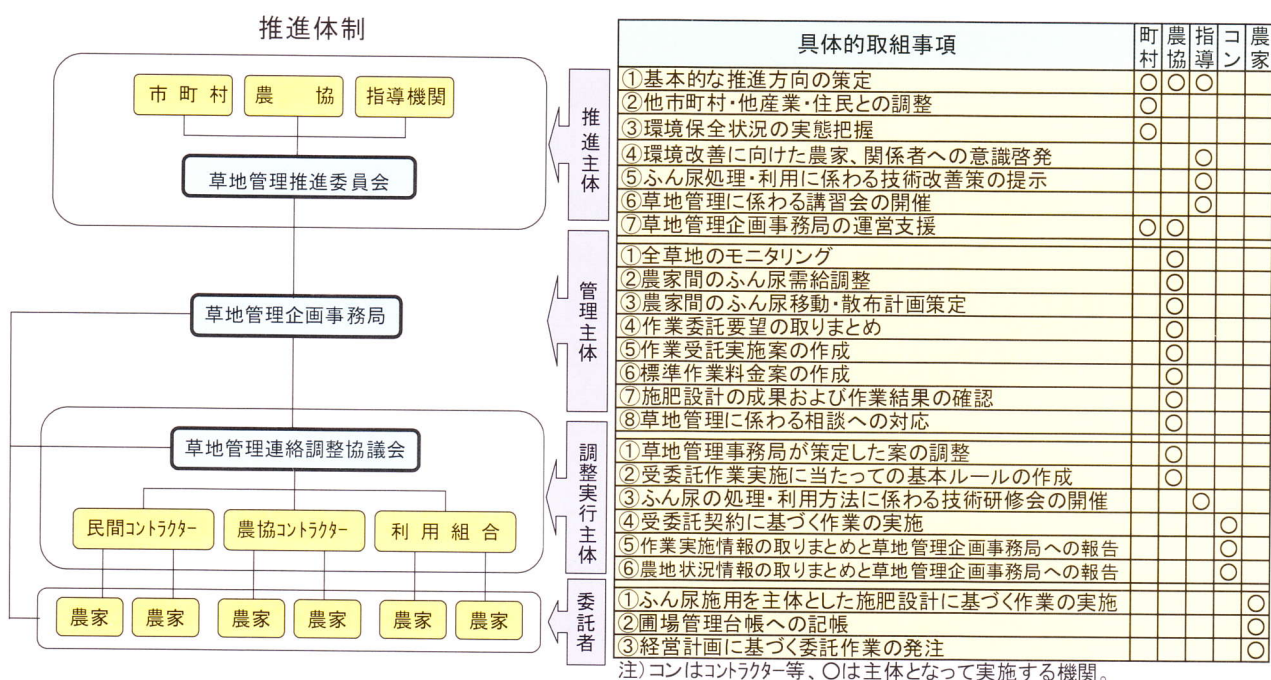 推進体制
市町村
農協
指導機関
草地管理推進委員会
草地管理企画事務局
草地管理連絡調整協議会
民間コントラクター
農協コントラクター
利用組合
農家
農家
農家
農家
農家
農家
推進主体
管理主体
調整実行主体
委託者
具体的取組事項 町村 農協 指導 コン 農家
①基本的な推進方向の策定 ○ ○ ○
②他市町村・他産業・住民との調整 ○
③環境保全状況の実態把握 ○
④環境改善に向けた農家、関係者への意識啓発 ○
⑤ふん尿処理・利用に係わる技術改善策の提示 ○
⑥草地管理に係わる講習会の開催 ○
⑦草地管理企画事務局の運営支援 ○ ○
①全草地のモニタリング ○
②農家間のふん尿需給調整 ○
③農家間のふん尿移動・散布計画策定 ○
④作業委託要望の取りまとめ ○
⑤作業受託実施案の作成 ○
⑥標準作業料金案の作成 ○
⑦施肥設計の成果および作業結果の確認 ○
⑧草地管理に係わる相談への対応 ○
①草地管理事務局が策定した案の調整 ○
②受委託作業実施に当たっての基本ルールの作成 ○
③ふん尿の処理・利用方法に係わる技術研修会の開催 ○
④受委託契約に基づく作業の実施 ○
⑤作業実施情報の取りまとめと草地管理企画事務局への報告 ○
⑥農地状況情報の取りまとめと草地管理企画事務局への報告 ○
①ふん尿施用を主体とした施肥設計に基づく作業の実施 ○
②圃場管理台帳への記帳 ○
③経営計画に基づく委託作業の発注 ○
注）コンはコントラクター等、○は主体となって実施する機関。